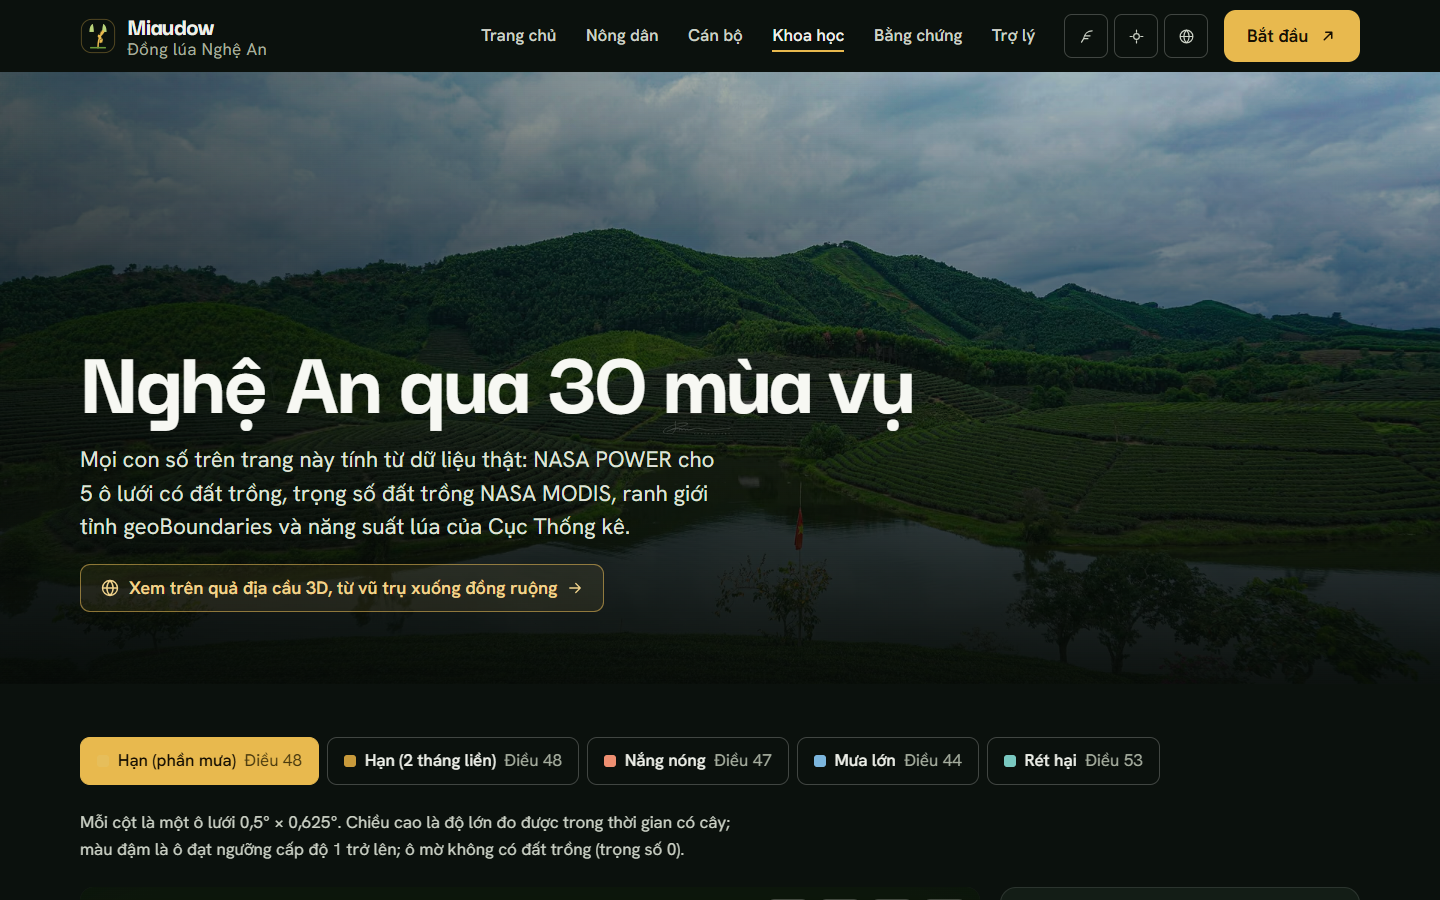 Miaudow
Đồng lúa Nghệ An
Trang chủ
Nông dân
Cán bộ
Khoa học
Bằng chứng
Trợ lý
Bắt đầu
Nghệ An qua 30 mùa vụ
Mọi con số trên trang này tính từ dữ liệu thật: NASA POWER cho
5 ô lưới có đất trồng, trọng số đất trồng NASA MODIS, ranh giới
tỉnh geoBoundaries và năng suất lúa của Cục Thống kê.
Xem trên quả địa cầu 3D, từ vũ trụ xuống đồng ruộng
Hạn (phần mưa) Điều 48
Hạn (2 tháng liền) Điều 48
Nắng nóng Điều 47
Mưa lớn Điều 44
Rét hại Điều 53
Mỗi cột là một ô lưới 0,5° × 0,625°. Chiều cao là độ lớn đo được trong thời gian có cây;
màu đậm là ô đạt ngưỡng cấp độ 1 trở lên; ô mờ không có đất trồng (trọng số 0).